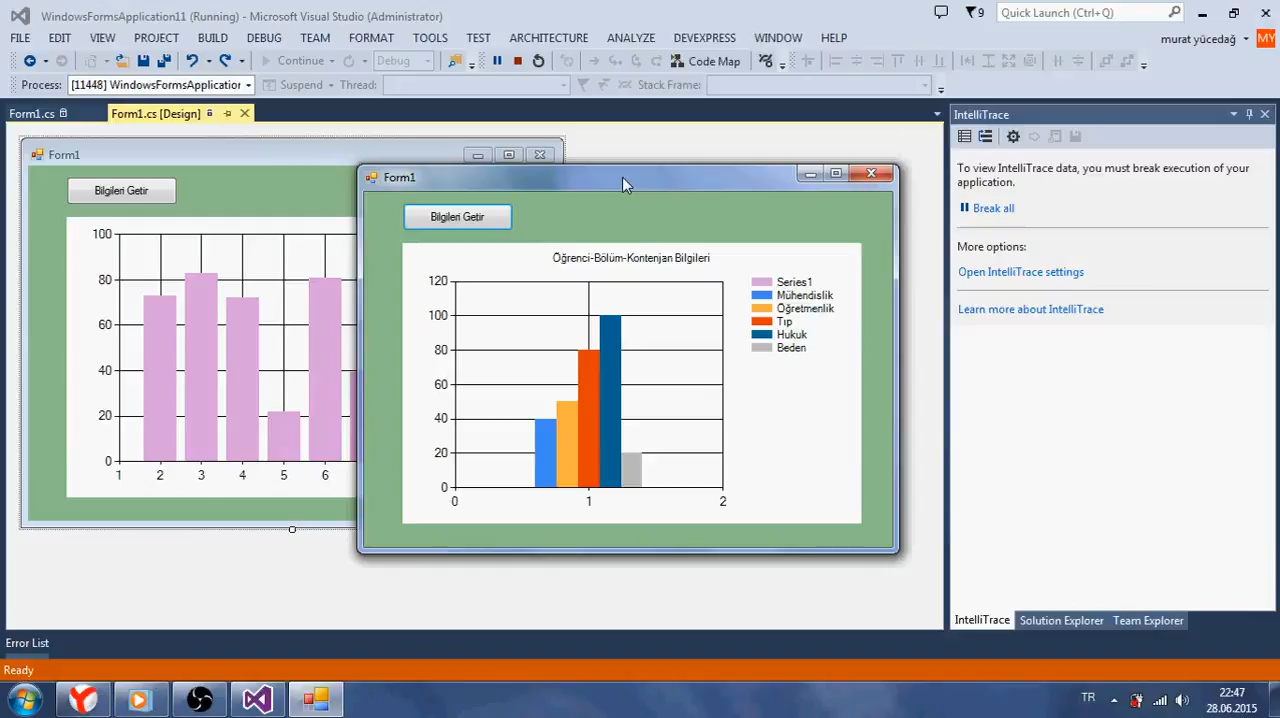 WindowsFormsApplication11 (Running) - Microsoft Visual Studio (Administrator)
9
Quick Launch (Ctrl+Q)
FILE EDIT VIEW PROJECT BUILD DEBUG TEAM FORMAT TOOLS TEST ARCHITECTURE ANALYZE DEVEXPRESS WINDOW HELP
murat yücedağ
MY
Continue
Debug
Code Map
Process: [11448] WindowsFormsApplication
Suspend
Thread:
Stack Frame:
Form1.cs
Form1.cs [Design]
Form1
Bilgileri Getir
100
80
60
40
20
0
1 2 3 4 5 6
Form1
Bilgileri Getir
Öğrenci-Bölüm-Kontenjan Bilgileri
120
100
80
60
40
20
0
0 1 2
Series1
Mühendislik
Öğretmenlik
Tıp
Hukuk
Beden
IntelliTrace
To view IntelliTrace data, you must break execution of your
application.
Break all
More options:
Open IntelliTrace settings
Learn more about IntelliTrace
IntelliTrace Solution Explorer Team Explorer
Error List
Ready
TR
22:47
28.06.2015